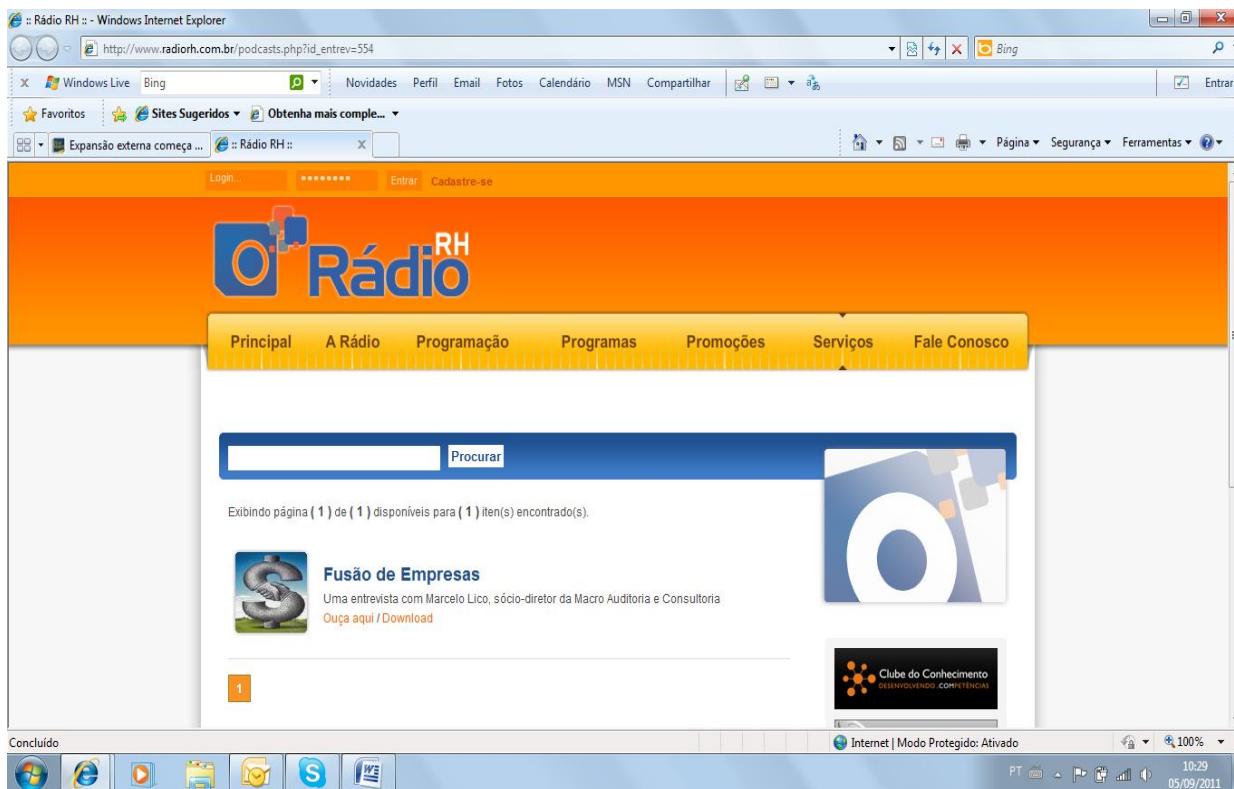 :: Rádio RH :: - Windows Internet Explorer
http://www.radiorh.com.br/podcasts.php?id_entrev=554
Bing
X Windows Live Bing Novidades Perfil Email Fotos Calendário MSN Compartilhar Entrar
Favoritos Sites Sugeridos Obtenha mais comple...
Expansão externa começa ... :: Rádio RH :: X Página Segurança Ferramentas
Login... •••••••• Entrar Cadastre-se
Rádio RH
Principal A Rádio Programação Programas Promoções Serviços Fale Conosco
Procurar
Exibindo página ( 1 ) de ( 1 ) disponíveis para ( 1 ) iten(s) encontrado(s).
Fusão de Empresas
Uma entrevista com Marcelo Lico, sócio-diretor da Macro Auditoria e Consultoria
Ouça aqui / Download
Clube do Conhecimento
DESENVOLVENDO .COMPETÊNCIAS
1
Concluído Internet | Modo Protegido: Ativado 100%
PT 10:29
05/09/2011